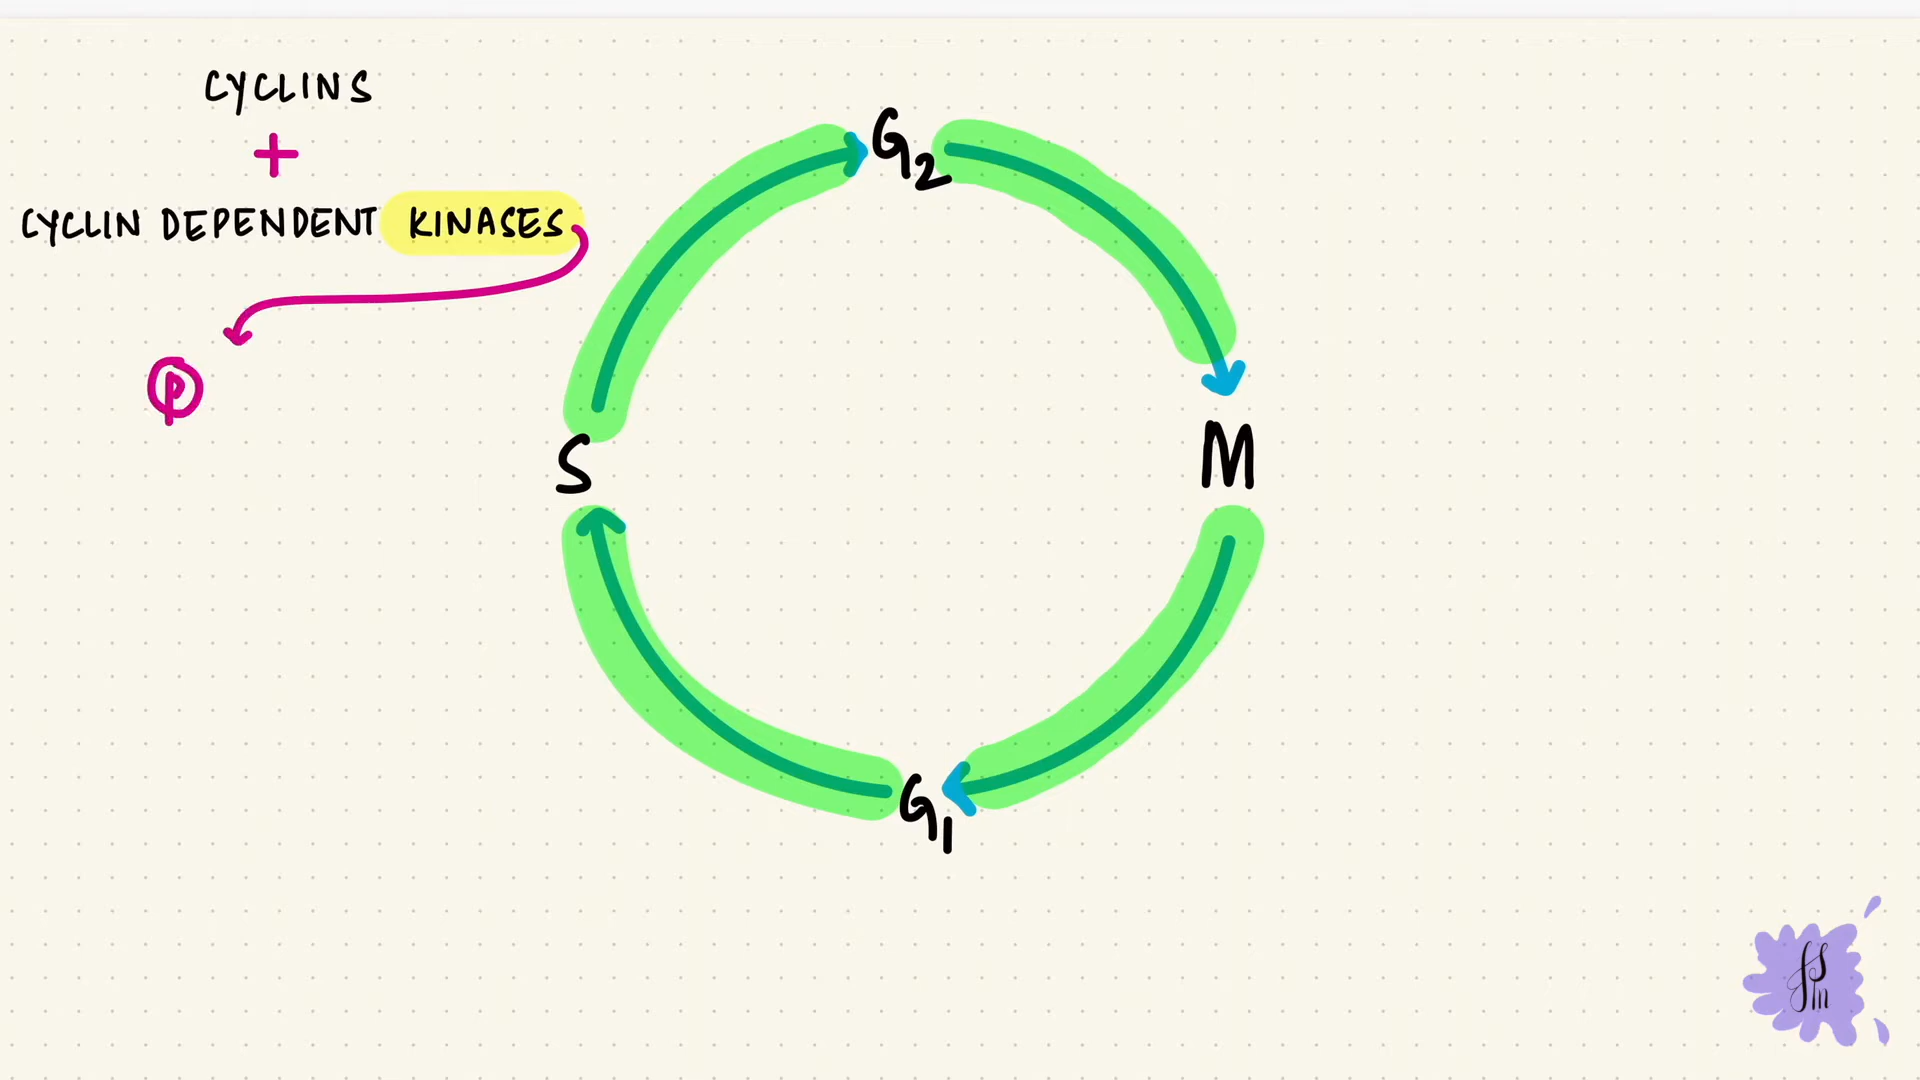 CYCLINS
+
CYCLIN DEPENDENT KINASES
P
G2
S
M
G1